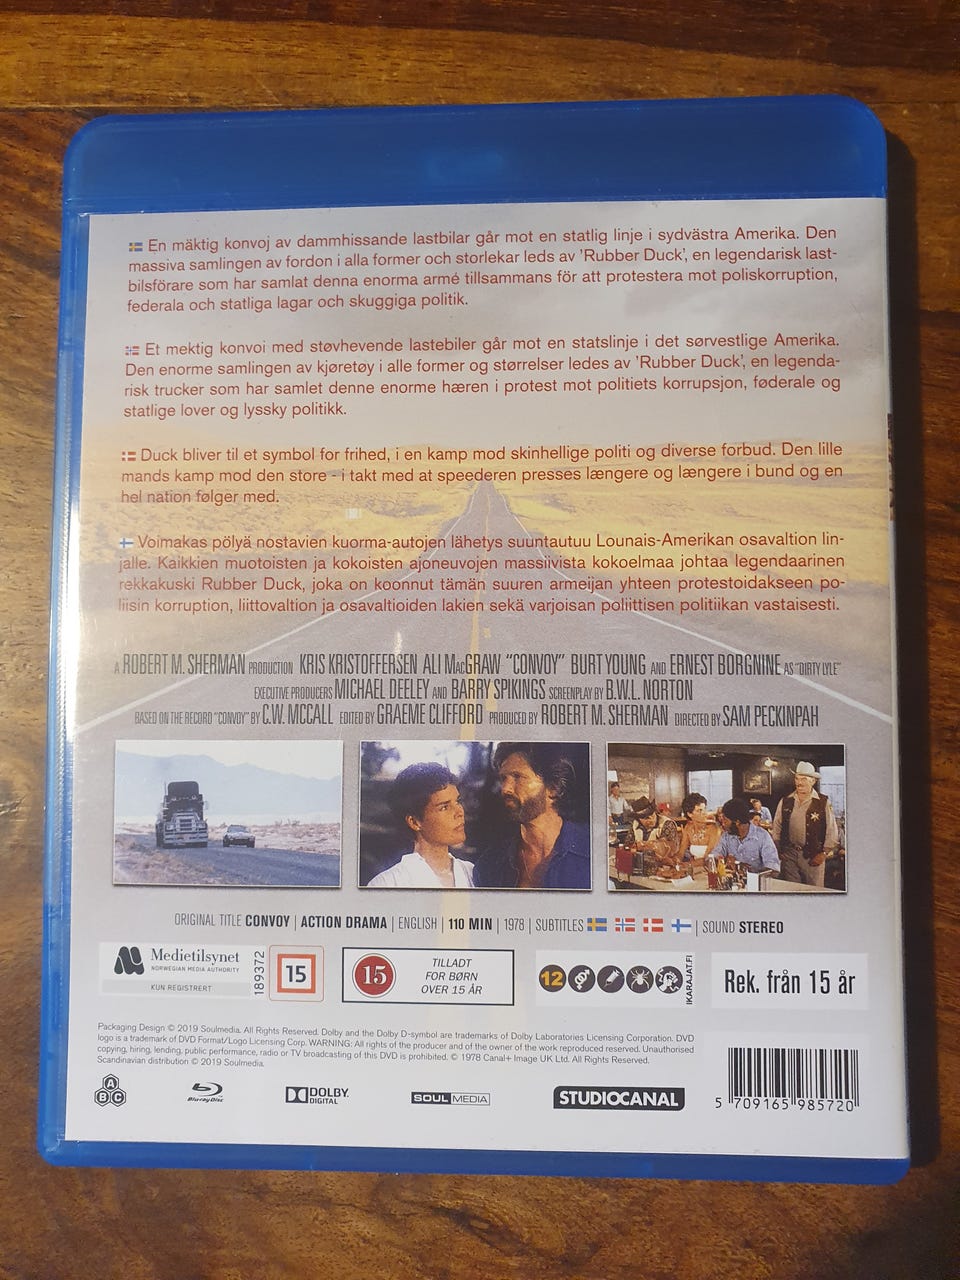 En mäktig konvoj av dammhissande lastbilar går mot en statlig linje i sydvästra Amerika. Den
massiva samlingen av fordon i alla former och storlekar leds av 'Rubber Duck', en legendarisk last-
bilsförare som har samlat denna enorma armé tillsammans för att protestera mot poliskorruption,
federala och statliga lagar och skuggiga politik.
Et mektig konvoi med støvhevende lastebiler går mot en statslinje i det sørvestlige Amerika.
Den enorme samlingen av kjøretøy i alle former og størrelser ledes av 'Rubber Duck', en legenda-
risk trucker som har samlet denne enorme hæren i protest mot politiets korrupsjon, føderale og
statlige lover og lyssky politikk.
Duck bliver til et symbol for frihed, i en kamp mod skinhellige politi og diverse forbud. Den lille
mands kamp mod den store - i takt med at speederen presses længere og længere i bund og en
hel nation følger med.
Voimakas pölyä nostavien kuorma-autojen lähetys suuntautuu Lounais-Amerikan osavaltion lin-
jalle. Kaikkien muotoisten ja kokoisten ajoneuvojen massiivista kokoelmaa johtaa legendaarinen
rekkakuski Rubber Duck, joka on koonnut tämän suuren armeijan yhteen protestoidakseen po-
liisin korruption, liittovaltion ja osavaltioiden lakien sekä varjoisan poliittisen politiikan vastaisesti.
A ROBERT M. SHERMAN PRODUCTION KRIS KRISTOFFERSEN ALI MACGRAW "CONVOY" BURT YOUNG AND ERNEST BORGNINE AS "DIRTY LYLE"
EXECUTIVE PRODUCERS MICHAEL DEELEY AND BARRY SPIKINGS SCREENPLAY BY B.W.L. NORTON
BASED ON THE RECORD "CONVOY" BY C.W. MCCALL EDITED BY GRAEME CLIFFORD PRODUCED BY ROBERT M. SHERMAN DIRECTED BY SAM PECKINPAH
ORIGINAL TITLE CONVOY | ACTION DRAMA | ENGLISH | 110 MIN | 1978 | SUBTITLES | SOUND STEREO
Medietilsynet
NORWEGIAN MEDIA AUTHORITY
KUN REGISTRERT
189372
15
15
TILLADT
FOR BØRN
OVER 15 ÅR
12
IKARAJAT.FI
Rek. från 15 år
Packaging Design © 2019 Soulmedia. All Rights Reserved. Dolby and the Dolby D-symbol are trademarks of Dolby Laboratories Licensing Corporation. DVD
logo is a trademark of DVD Format/Logo Licensing Corp. WARNING: All rights of the producer and of the owner of the work reproduced reserved. Unauthorised
copying, hiring, lending, public performance, radio or TV broadcasting of this DVD is prohibited. © 1978 Canal+ Image UK Ltd. All Rights Reserved.
Scandinavian distribution © 2019 Soulmedia.
A
B C
Blu-ray Disc
DOLBY
DIGITAL
SOUL MEDIA
STUDIOCANAL
5 709165 985720